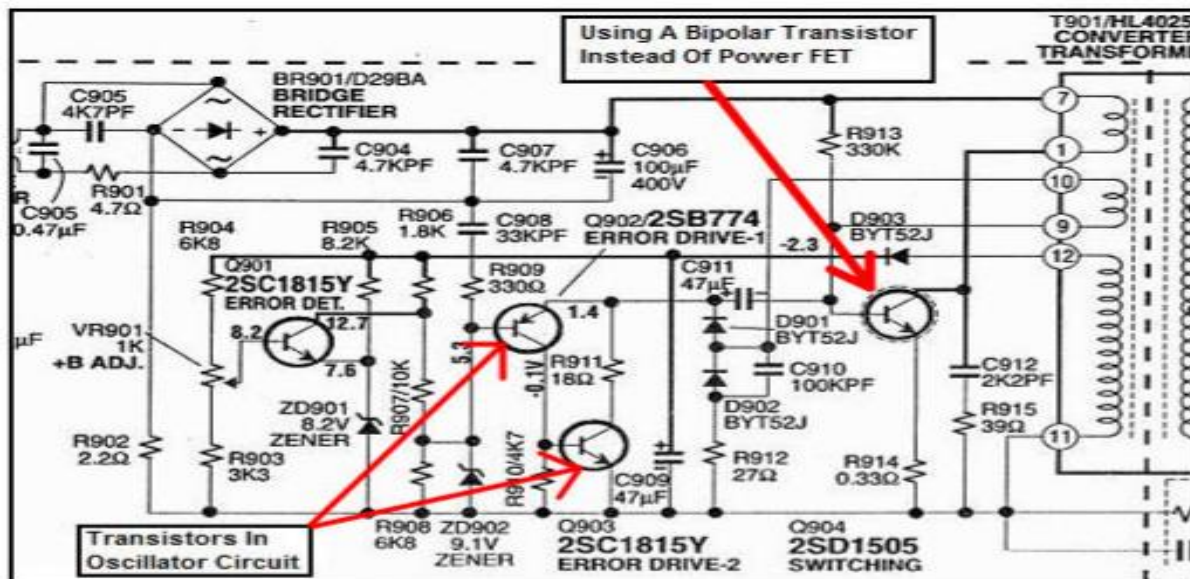 Using A Bipolar Transistor
Instead Of Power FET
T901/HL4025
CONVERTER
TRANSFORM
BR901/D29BA
BRIDGE
RECTIFIER
C905
4K7PF
C904
4.7KPF
C907
4.7KPF
C906
100µF
400V
R913
330K
7
1
10
9
12
11
R901
4.7Ω
C905
0.47µF
R904
6K8
R905
8.2K
R906
1.8K
C908
33KPF
Q902/2SB774
ERROR DRIVE-1
D903
BYT52J
-2.3
Q901
2SC1815Y
ERROR DET.
R909
330Ω
C911
47µF
1.4
12.7
8.2
7.6
5.3
-0.1V
µF
VR901
1K
+B ADJ.
R911
18Ω
D901
BYT52J
C910
100KPF
D902
BYT52J
C912
2K2PF
R915
39Ω
ZD901
8.2V
ZENER
R907/10K
R902
2.2Ω
R903
3K3
R910/4K7
C909
47µF
R912
27Ω
R914
0.33Ω
Transistors In
Oscillator Circuit
R908
6K8
ZD902
9.1V
ZENER
Q903
2SC1815Y
ERROR DRIVE-2
Q904
2SD1505
SWITCHING